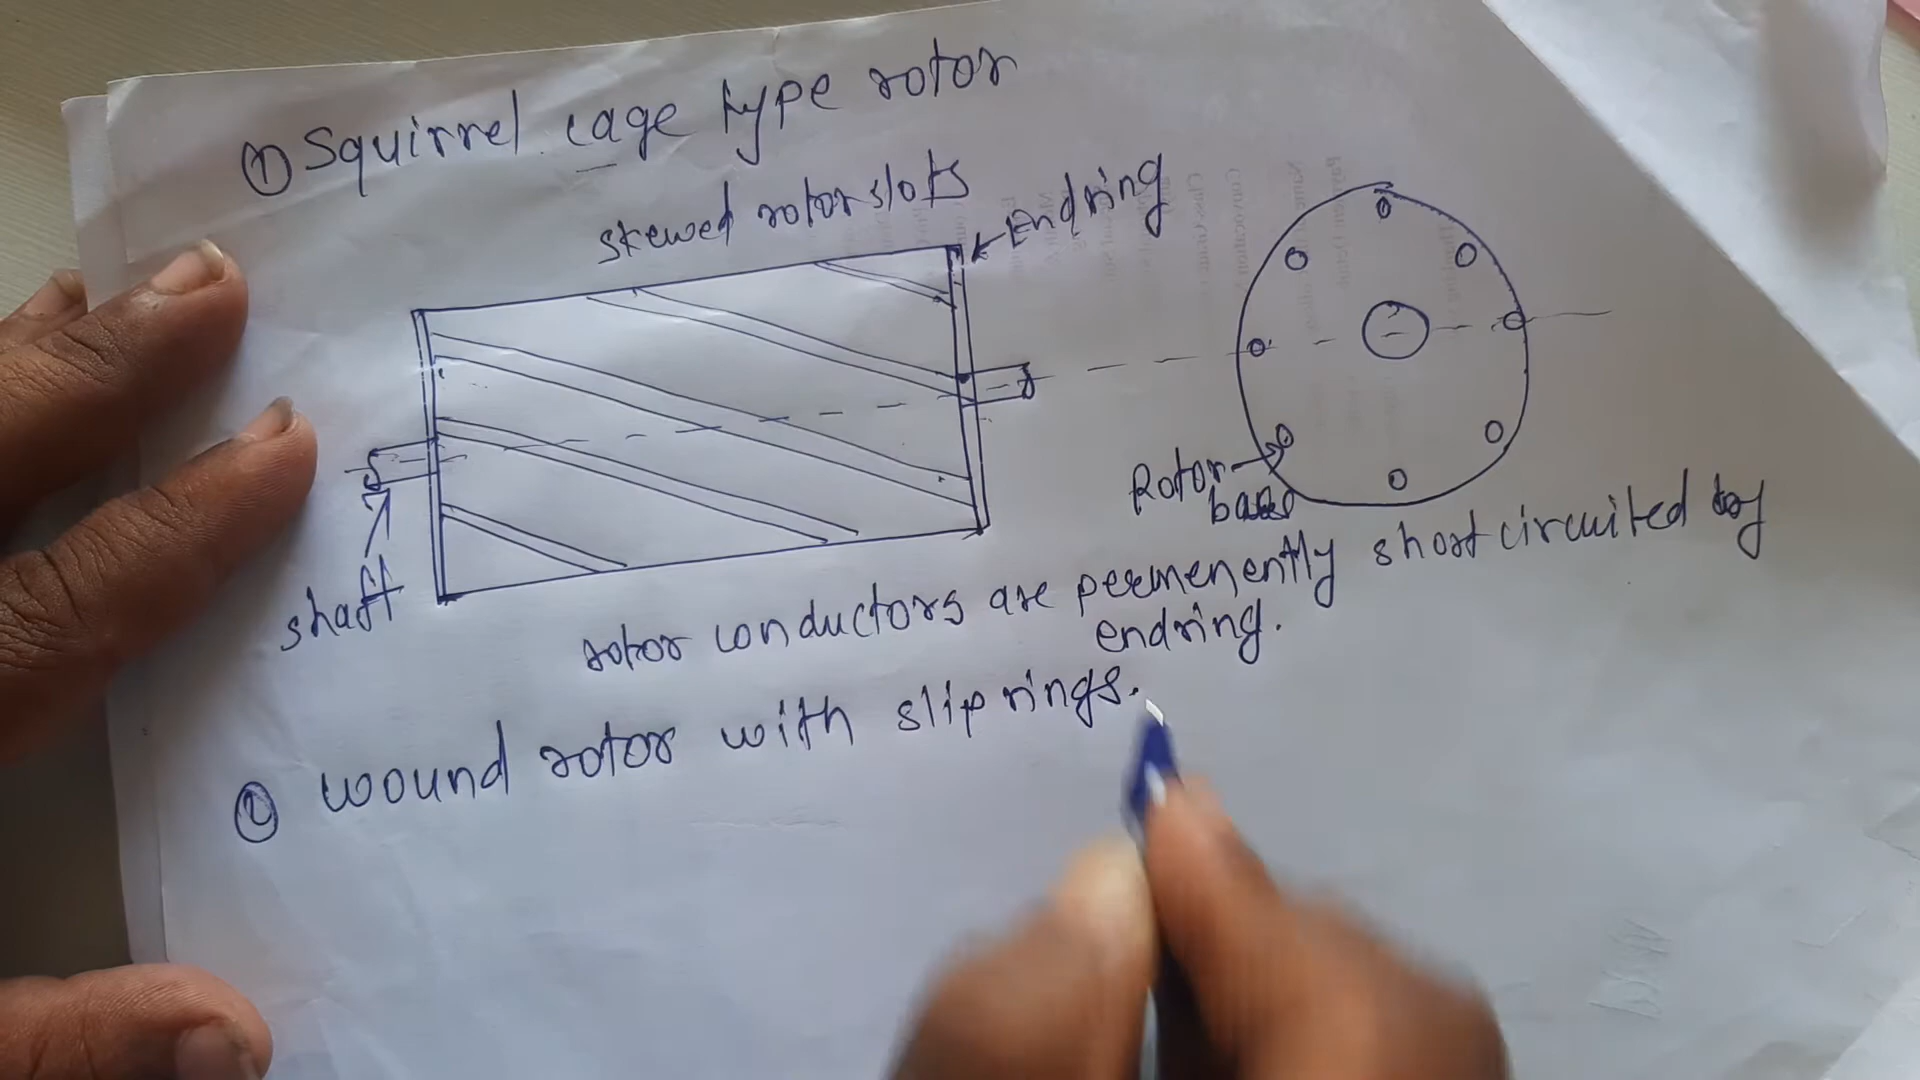 ① Squirrel cage type rotor
skewed rotor slots
Endring
shaft
Rotor
rotor conductors are permenently short circuited by
endring.
② wound rotor with slip rings.